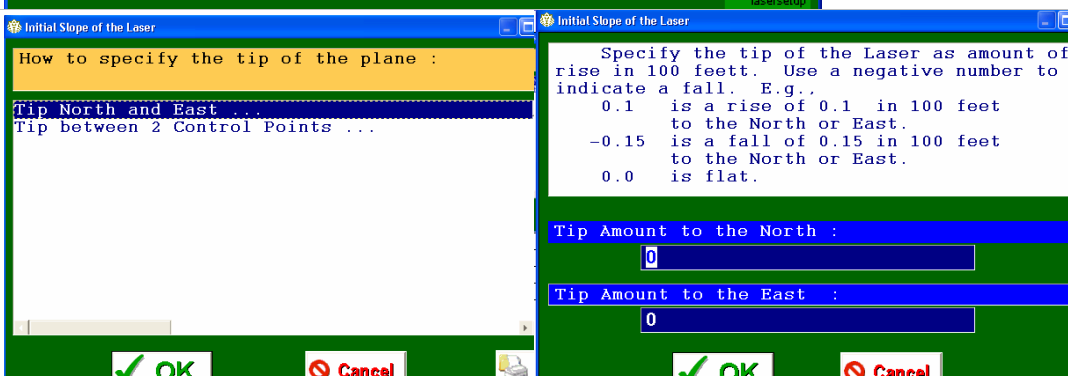 lasersetup
Initial Slope of the Laser
How to specify the tip of the plane :
Tip North and East ...
Tip between 2 Control Points ...
OK
Cancel
Initial Slope of the Laser
Specify the tip of the Laser as amount of
rise in 100 feett. Use a negative number to
indicate a fall. E.g.,
0.1 is a rise of 0.1 in 100 feet
to the North or East.
-0.15 is a fall of 0.15 in 100 feet
to the North or East.
0.0 is flat.
Tip Amount to the North :
0
Tip Amount to the East :
0
OK
Cancel